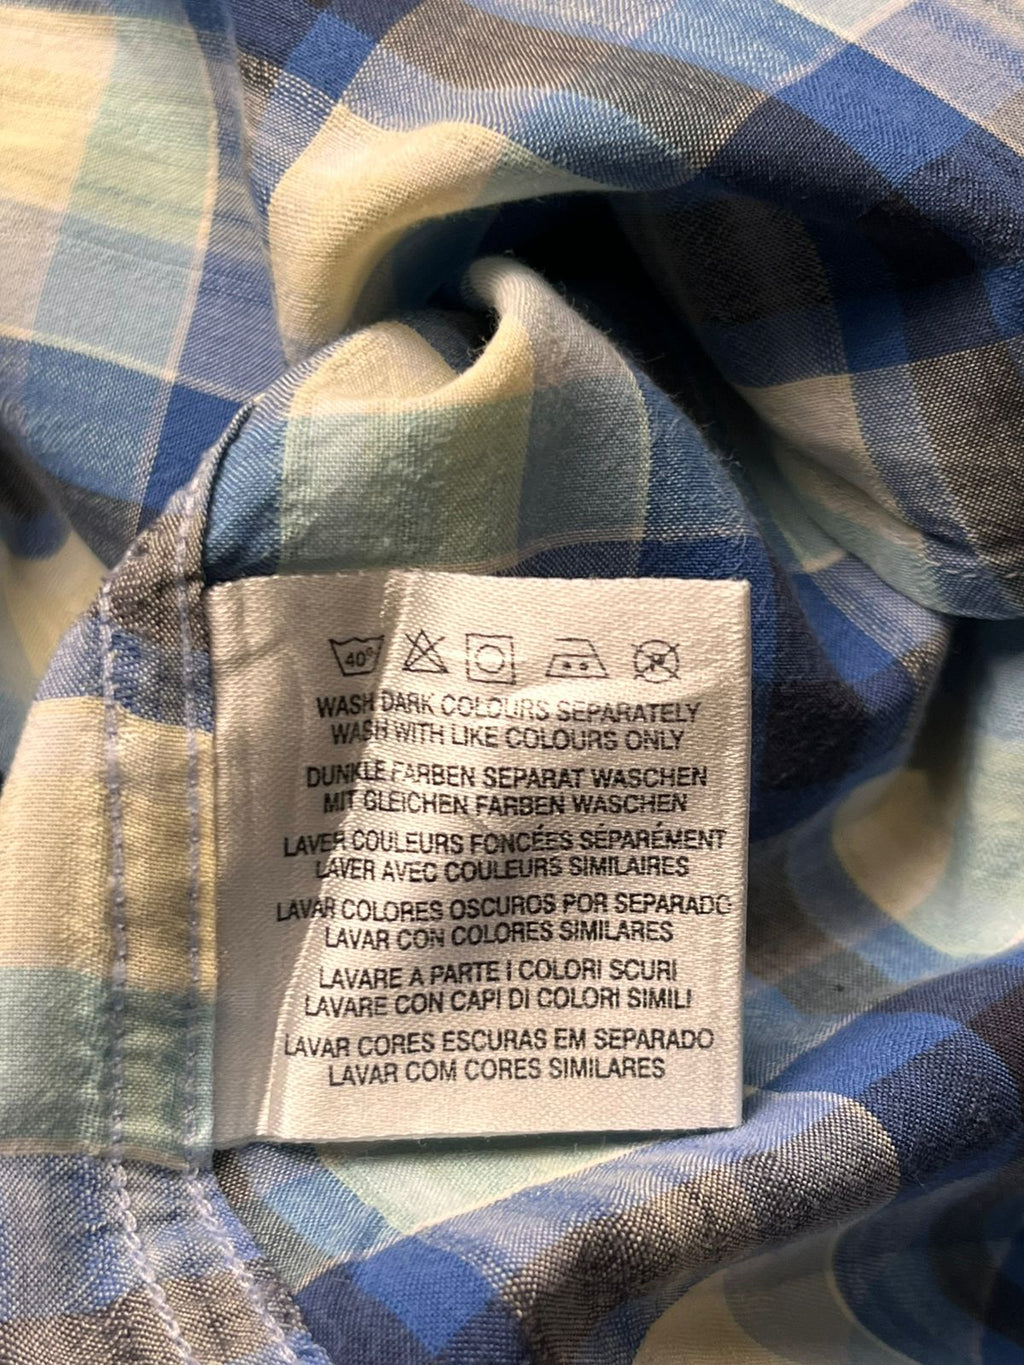 40°
WASH DARK COLOURS SEPARATELY
WASH WITH LIKE COLOURS ONLY
DUNKLE FARBEN SEPARAT WASCHEN
MIT GLEICHEN FARBEN WASCHEN
LAVER COULEURS FONCÉES SÉPARÉMENT
LAVER AVEC COULEURS SIMILAIRES
LAVAR COLORES OSCUROS POR SEPARADO
LAVAR CON COLORES SIMILARES
LAVARE A PARTE I COLORI SCURI
LAVARE CON CAPI DI COLORI SIMILI
LAVAR CORES ESCURAS EM SEPARADO
LAVAR COM CORES SIMILARES